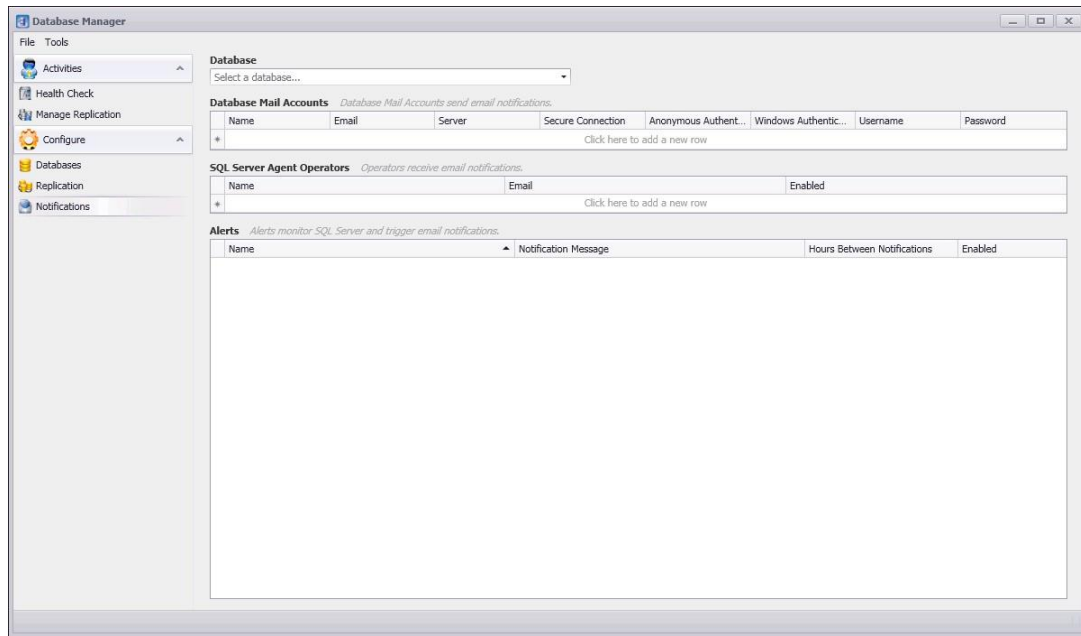 Database Manager
File Tools
Activities
Health Check
Manage Replication
Configure
Databases
Replication
Notifications
Database
Select a database...
Database Mail Accounts Database Mail Accounts send email notifications.
Name Email Server Secure Connection Anonymous Authent... Windows Authentic... Username Password
Click here to add a new row
SQL Server Agent Operators Operators receive email notifications.
Name Email Enabled
Click here to add a new row
Alerts Alerts monitor SQL Server and trigger email notifications.
Name Notification Message Hours Between Notifications Enabled